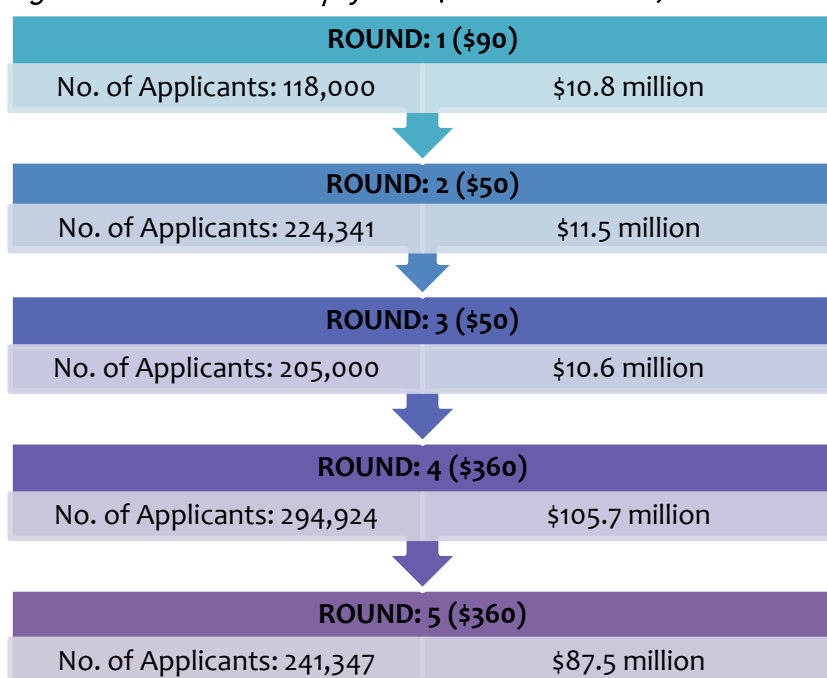 ROUND: 1 ($90)
No. of Applicants: 118,000 $10.8 million
ROUND: 2 ($50)
No. of Applicants: 224,341 $11.5 million
ROUND: 3 ($50)
No. of Applicants: 205,000 $10.6 million
ROUND: 4 ($360)
No. of Applicants: 294,924 $105.7 million
ROUND: 5 ($360)
No. of Applicants: 241,347 $87.5 million